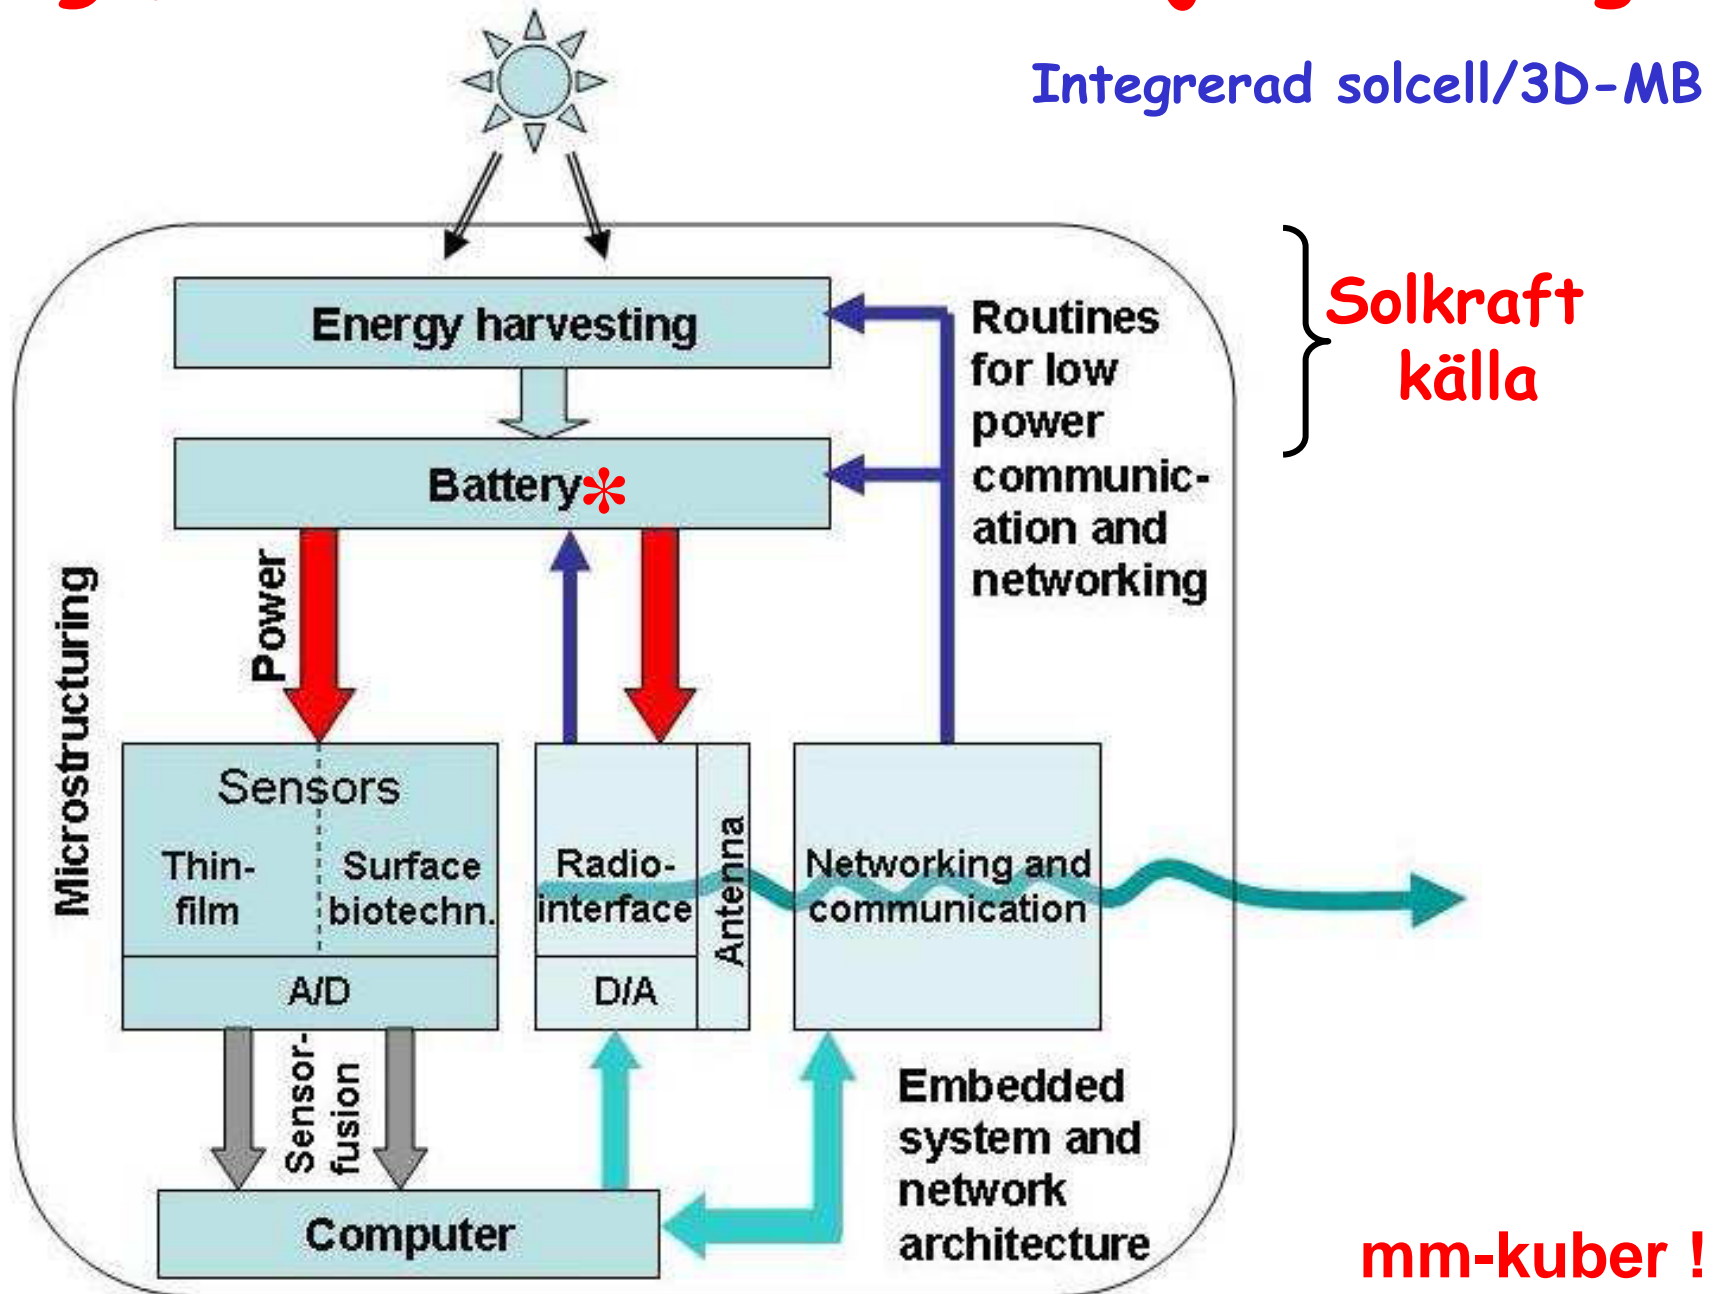 Integrerad solcell/3D-MB
Energy harvesting
Battery*
Routines
for low
power
communic-
ation and
networking
Solkraft
källa
Power
Microstructuring
Sensors
Thin-
film
Surface
biotechn.
A/D
Radio-
interface
D/A
Antenna
Networking and
communication
Sensor-
fusion
Computer
Embedded
system and
network
architecture
mm-kuber !